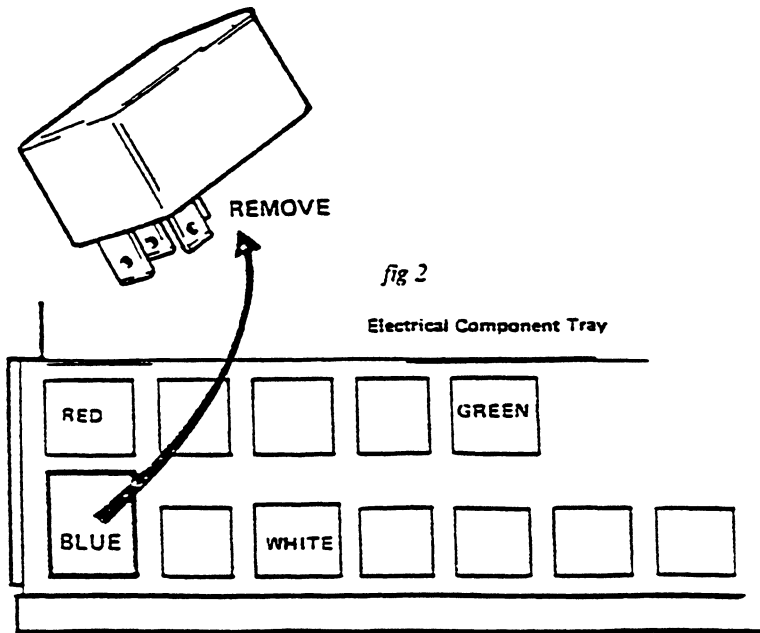 REMOVE
fig 2
Electrical Component Tray
RED
GREEN
BLUE
WHITE